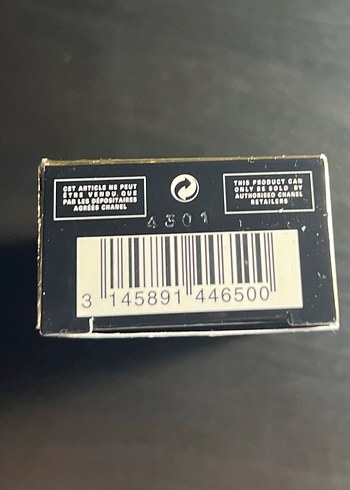 CET ARTICLE NE PEUT
ÊTRE VENDU QUE
PAR LES DÉPOSITAIRES
AGRÉÉS CHANEL
THIS PRODUCT CAN
ONLY BE SOLD BY
AUTHORISED CHANEL
RETAILERS
4301
3 145891 446500